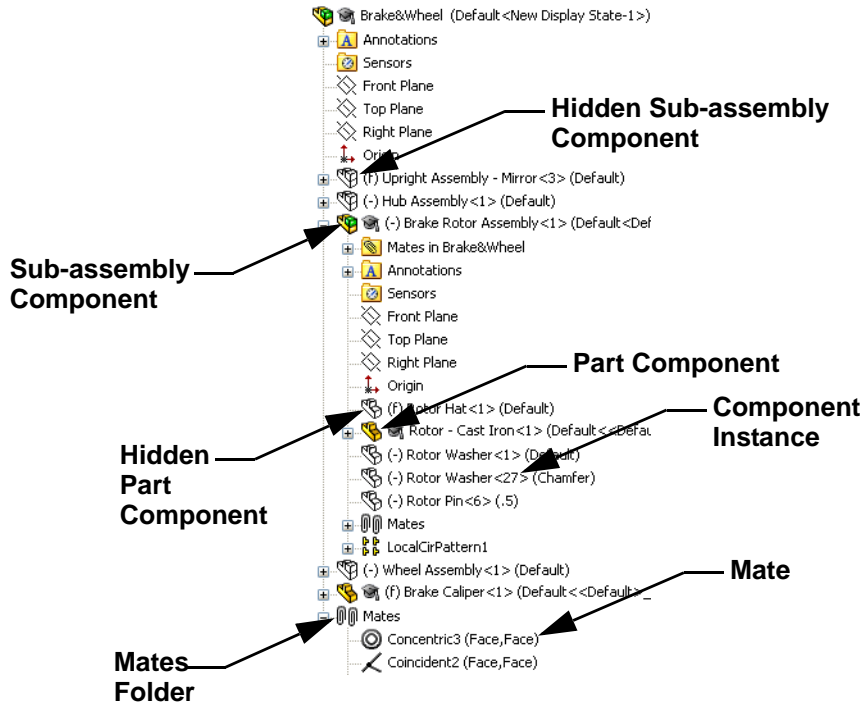 Brake&Wheel (Default<New Display State-1>)
Annotations
Sensors
Front Plane
Top Plane
Right Plane
Origin
Hidden Sub-assembly
Component
(f) Upright Assembly - Mirror<3> (Default)
(-) Hub Assembly<1> (Default)
(-) Brake Rotor Assembly<1> (Default<Def
Sub-assembly
Component
Mates in Brake&Wheel
Annotations
Sensors
Front Plane
Top Plane
Right Plane
Origin
Part Component
(f) Rotor Hat<1> (Default)
Rotor - Cast Iron<1> (Default<<Defau
Component
Instance
(-) Rotor Washer<1> (Default)
(-) Rotor Washer<27> (Chamfer)
(-) Rotor Pin<6> (.5)
Hidden
Part
Component
Mates
LocalCirPattern1
(-) Wheel Assembly<1> (Default)
(f) Brake Caliper<1> (Default<<Default>_
Mate
Mates
Concentric3 (Face,Face)
Coincident2 (Face,Face)
Mates
Folder